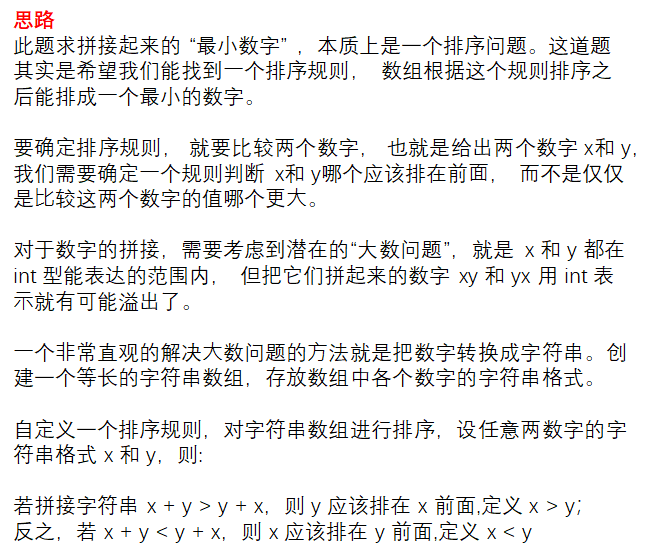 思路
此题求拼接起来的 “最小数字” ，本质上是一个排序问题。这道题
其实是希望我们能找到一个排序规则， 数组根据这个规则排序之
后能排成一个最小的数字。
要确定排序规则， 就要比较两个数字， 也就是给出两个数字 x和 y,
我们需要确定一个规则判断 x和 y哪个应该排在前面， 而不是仅仅
是比较这两个数字的值哪个更大。
对于数字的拼接，需要考虑到潜在的“大数问题”，就是 x 和 y 都在
int 型能表达的范围内， 但把它们拼起来的数字 xy 和 yx 用 int 表
示就有可能溢出了。
一个非常直观的解决大数问题的方法就是把数字转换成字符串。创
建一个等长的字符串数组，存放数组中各个数字的字符串格式。
自定义一个排序规则，对字符串数组进行排序，设任意两数字的字
符串格式 x 和 y，则:
若拼接字符串 x + y > y + x，则 y 应该排在 x 前面,定义 x > y；
反之，若 x + y < y + x，则 x 应该排在 y 前面,定义 x < y